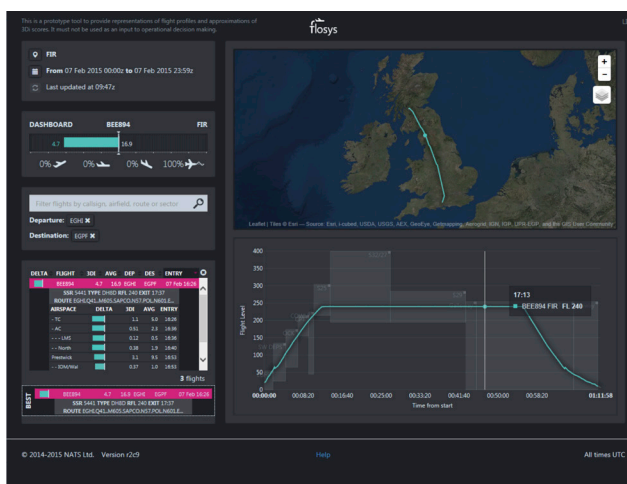 This is a prototype tool to provide representations of flight profiles and approximations of
3Di scores. It must not be used as an input to operational decision making.
flosys
FIR
From 07 Feb 2015 00:00z to 07 Feb 2015 23:59z
Last updated at 09:47z
DASHBOARD BEE894 FIR
4.7 16.9
0% 0% 0% 100%
Filter flights by callsign, airfield, route or sector
Departure: EGHI ✖
Destination: EGPF ✖
DELTA FLIGHT 3DI AVG DEP DES ENTRY
BEE894 4.7 16.9 EGHI EGPF 07 Feb 16:28
SSR 5441 TYPE DH8D RFL 240 EXIT 17:37
ROUTE EGHI.Q41..M605.SAPCO.N57.POL.N601.E...
AIRSPACE DELTA 3DI AVG ENTRY
- TC 1.1 5.0 16:28
- AC 0.51 2.3 16:36
- - - LMS 0.12 0.5 16:36
- - North 0.38 1.9 16:40
Prestwick 3.1 9.5 16:53
- - IOM/Wal 0.37 1.0 16:53
3 flights
BEST
BEE894 4.7 16.9 EGHI EGPF 07 Feb 16:28
SSR 5441 TYPE DH8D RFL 240 EXIT 17:37
ROUTE EGHI.Q41..M605.SAPCO.N57.POL.N601.E...
+
-
Leaflet | Tiles © Esri — Source: Esri, i-cubed, USDA, USGS, AEX, GeoEye, Getmapping, Aerogrid, IGN, IGP, UPR-EGP, and the GIS User Community
400
350
300
250
200
150
100
50
0
Flight Level
17:13
BEE894 FIR FL 240
00:00:00 00:08:20 00:16:40 00:25:00 00:33:20 00:41:40 00:50:00 00:58:20 01:11:58
Time from start
© 2014-2015 NATS Ltd. Version r2c9
Help
All times UTC